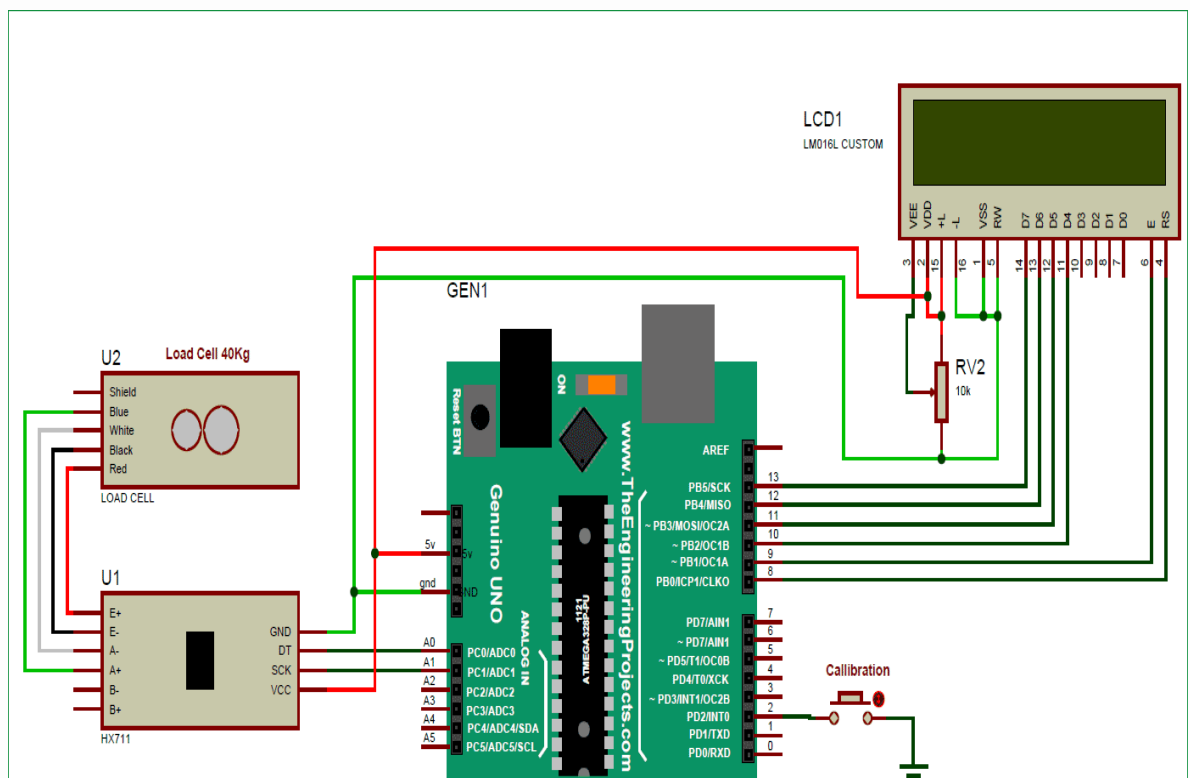 LCD1
LM016L CUSTOM
VEE
VDD
+L
-L
VSS
RW
D7
D6
D5
D4
D3
D2
D1
D0
E
RS
3
2
15
16
1
5
14
13
12
11
10
9
8
7
6
4
RV2
10k
GEN1
U2
Load Cell 40Kg
Shield
Blue
White
Black
Red
LOAD CELL
U1
E+
E-
A-
A+
B-
B+
GND
DT
SCK
VCC
HX711
Reset BTN
ON
www.TheEngineeringProjects.com
Genuino UNO
ANALOG IN
1121
ATMEGA328P-PU
5v
5v
gnd
GND
A0
A1
A2
A3
A4
A5
PC0/ADC0
PC1/ADC1
PC2/ADC2
PC3/ADC3
PC4/ADC4/SDA
PC5/ADC5/SCL
AREF
PB5/SCK
PB4/MISO
~ PB3/MOSI/OC2A
~ PB2/OC1B
~ PB1/OC1A
PB0/ICP1/CLKO
13
12
11
10
9
8
PD7/AIN1
~ PD7/AIN1
~ PD5/T1/OC0B
PD4/T0/XCK
~ PD3/INT1/OC2B
PD2/INT0
PD1/TXD
PD0/RXD
7
6
5
4
3
2
1
0
Callibration